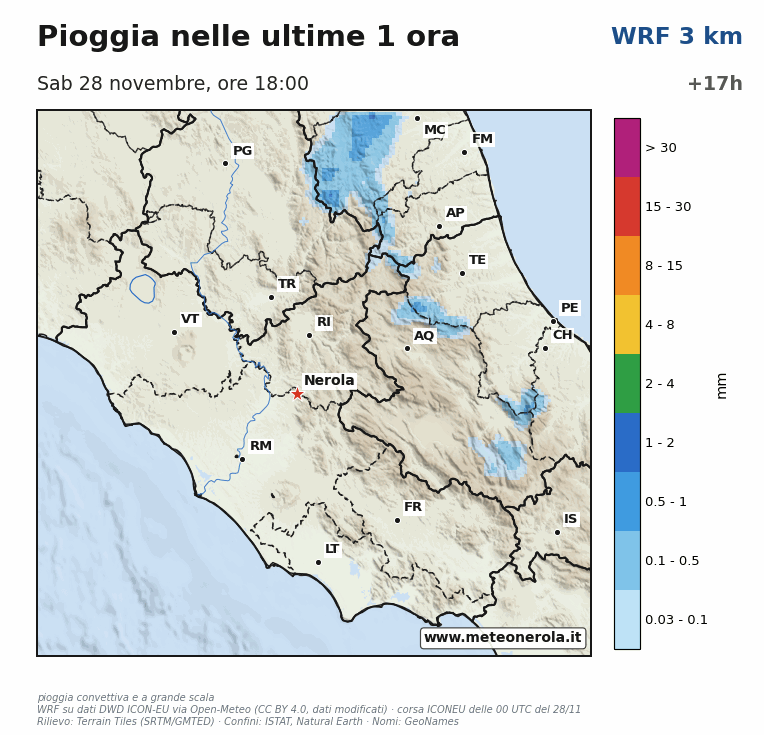 Pioggia nelle ultime 1 ora
WRF 3 km
Sab 28 novembre, ore 18:00
+17h
MC
FM
PG
AP
TE
TR
PE
VT
RI
AQ
CH
Nerola
RM
FR
IS
LT
www.meteonerola.it
> 30
15 - 30
8 - 15
4 - 8
2 - 4
1 - 2
0.5 - 1
0.1 - 0.5
0.03 - 0.1
mm
pioggia convettiva e a grande scala
WRF su dati DWD ICON-EU via Open-Meteo (CC BY 4.0, dati modificati) · corsa ICONEU delle 00 UTC del 28/11
Rilievo: Terrain Tiles (SRTM/GMTED) · Confini: ISTAT, Natural Earth · Nomi: GeoNames